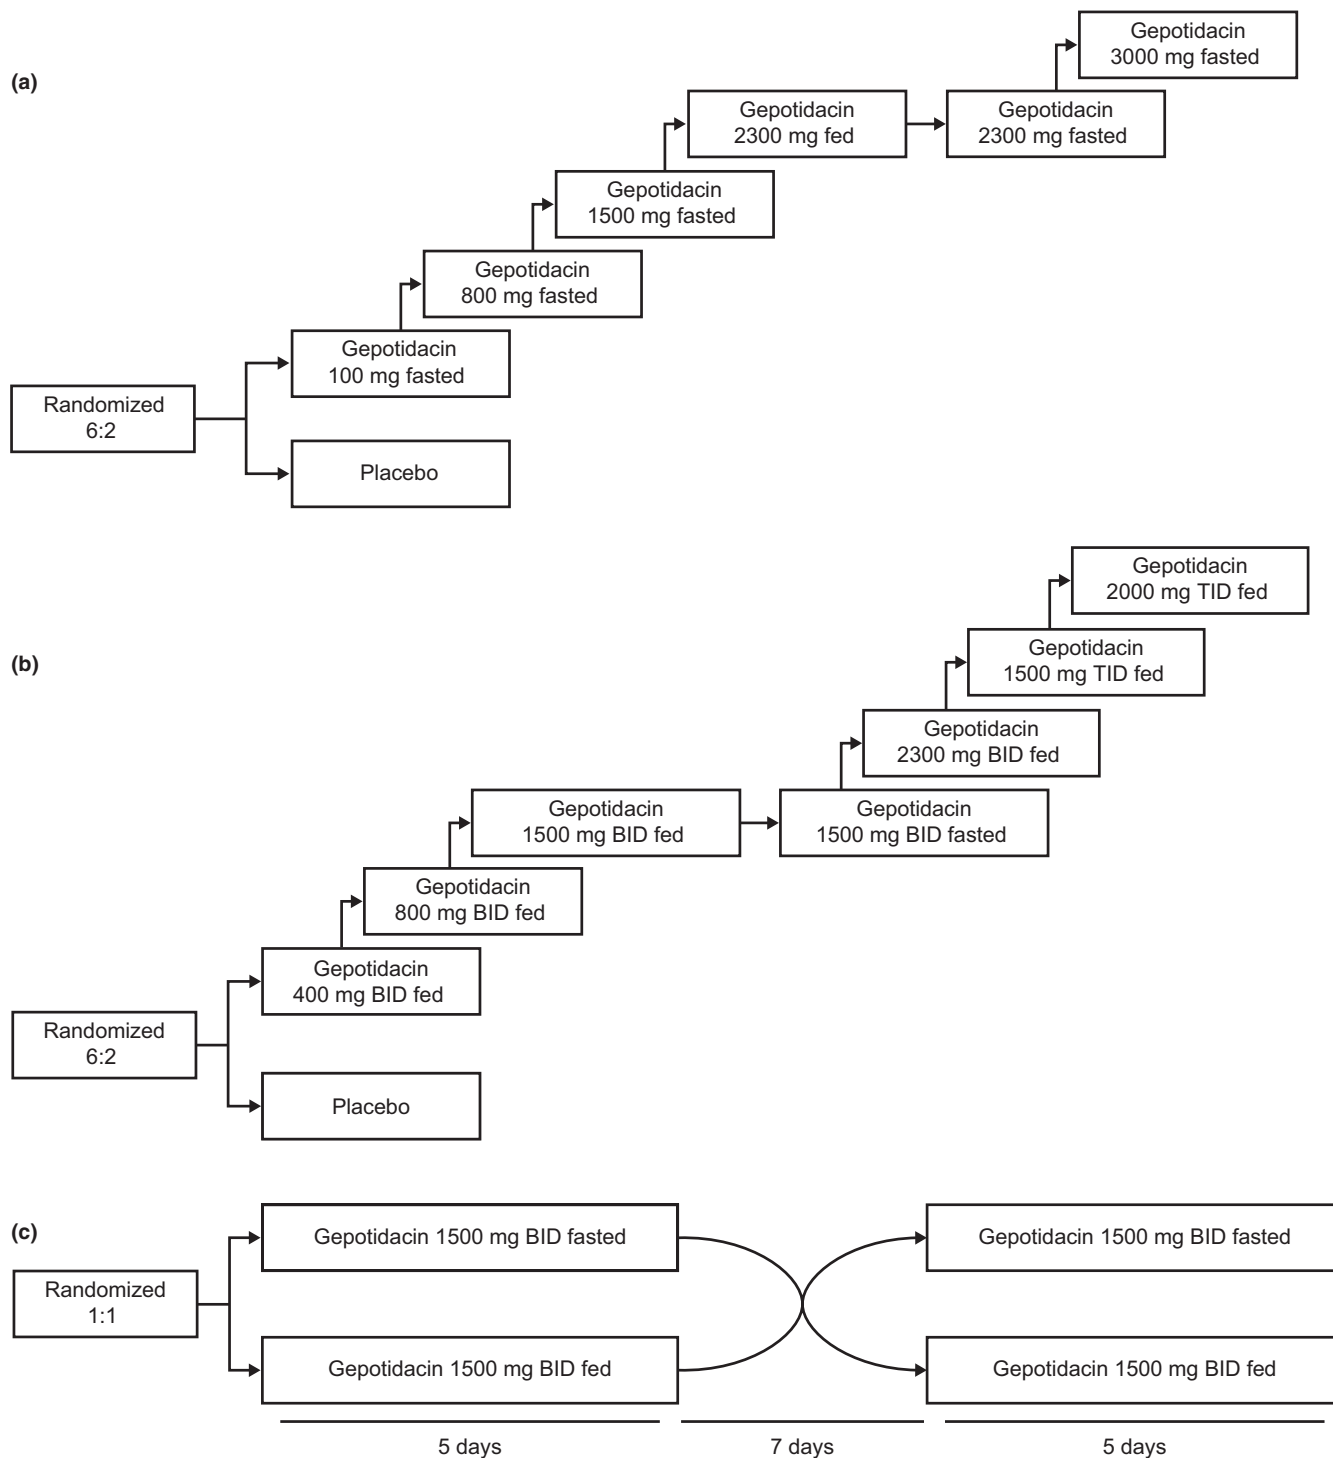 (a)
Gepotidacin
3000 mg fasted
Gepotidacin
2300 mg fed
Gepotidacin
2300 mg fasted
Gepotidacin
1500 mg fasted
Gepotidacin
800 mg fasted
Gepotidacin
100 mg fasted
Randomized
6:2
Placebo
(b)
Gepotidacin
2000 mg TID fed
Gepotidacin
1500 mg TID fed
Gepotidacin
2300 mg BID fed
Gepotidacin
1500 mg BID fed
Gepotidacin
1500 mg BID fasted
Gepotidacin
800 mg BID fed
Gepotidacin
400 mg BID fed
Randomized
6:2
Placebo
(c)
Gepotidacin 1500 mg BID fasted
Gepotidacin 1500 mg BID fasted
Randomized
1:1
Gepotidacin 1500 mg BID fed
Gepotidacin 1500 mg BID fed
5 days
7 days
5 days